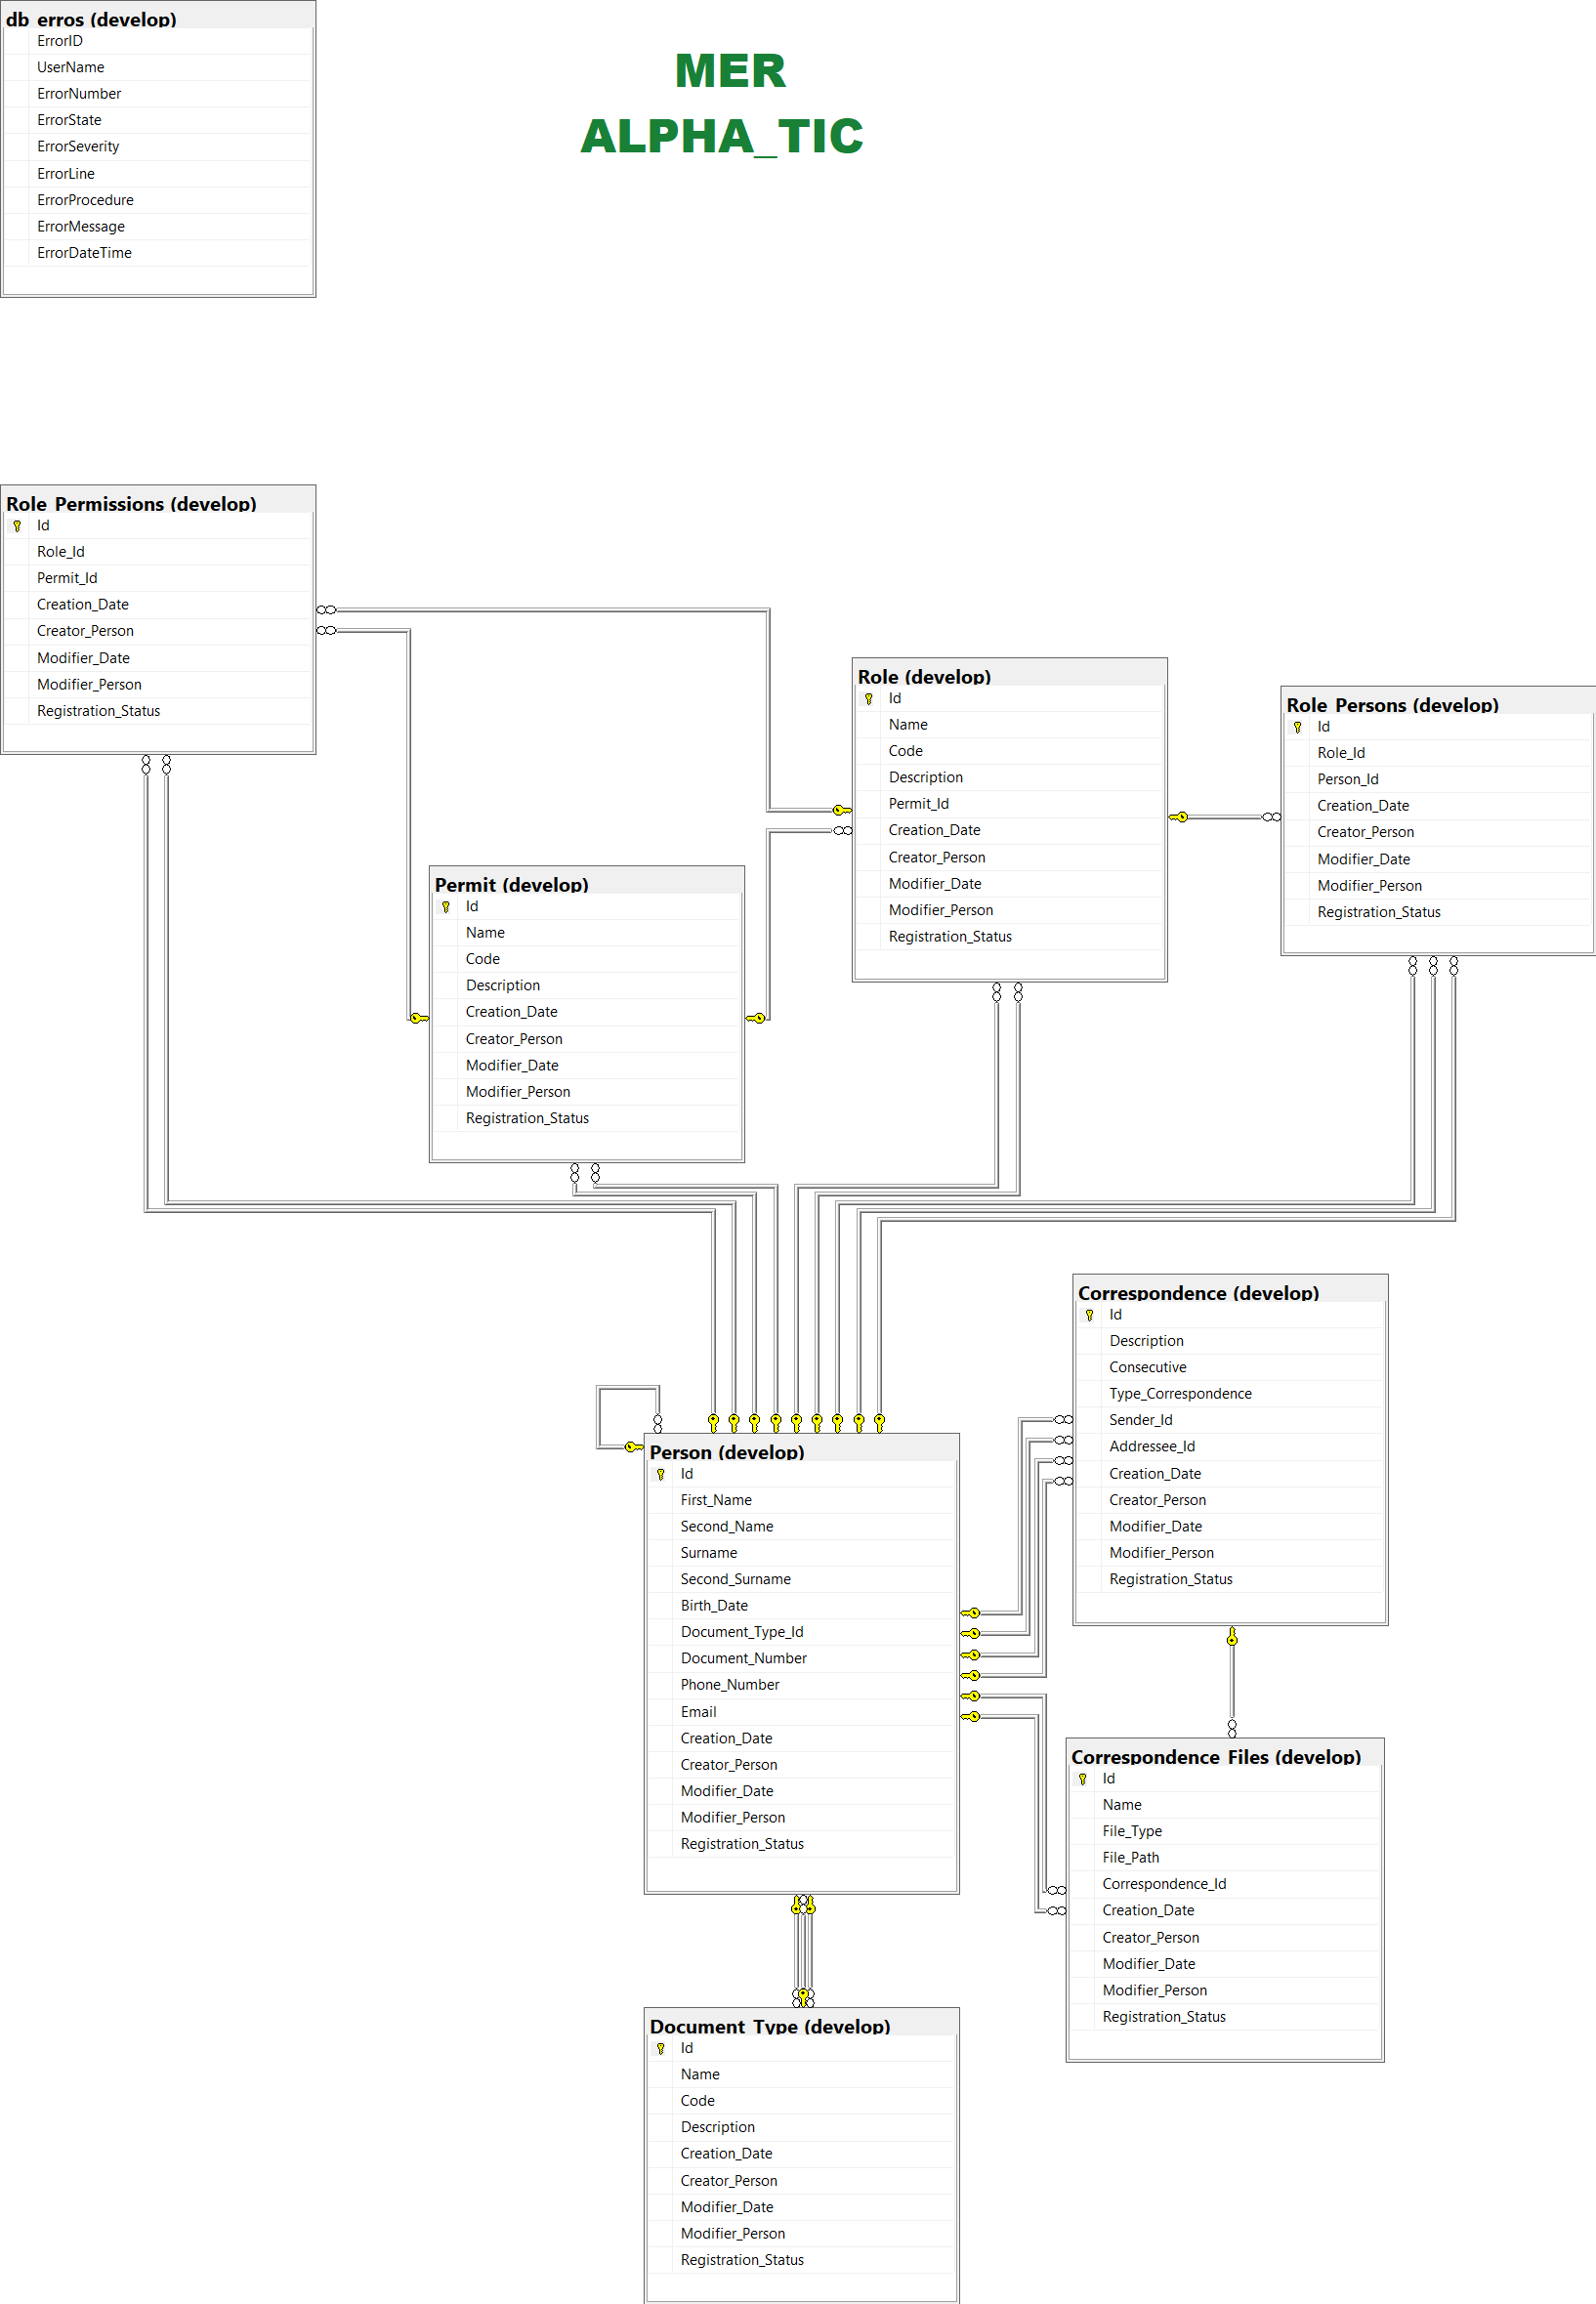 db_erros (develop)
ErrorID
UserName
ErrorNumber
ErrorState
ErrorSeverity
ErrorLine
ErrorProcedure
ErrorMessage
ErrorDateTime
MER
ALPHA_TIC
Role_Permissions (develop)
Id
Role_Id
Permit_Id
Creation_Date
Creator_Person
Modifier_Date
Modifier_Person
Registration_Status
Role (develop)
Id
Name
Code
Description
Permit_Id
Creation_Date
Creator_Person
Modifier_Date
Modifier_Person
Registration_Status
Role_Persons (develop)
Id
Role_Id
Person_Id
Creation_Date
Creator_Person
Modifier_Date
Modifier_Person
Registration_Status
Permit (develop)
Id
Name
Code
Description
Creation_Date
Creator_Person
Modifier_Date
Modifier_Person
Registration_Status
Correspondence (develop)
Id
Description
Consecutive
Type_Correspondence
Sender_Id
Addressee_Id
Creation_Date
Creator_Person
Modifier_Date
Modifier_Person
Registration_Status
Person (develop)
Id
First_Name
Second_Name
Surname
Second_Surname
Birth_Date
Document_Type_Id
Document_Number
Phone_Number
Email
Creation_Date
Creator_Person
Modifier_Date
Modifier_Person
Registration_Status
Correspondence_Files (develop)
Id
Name
File_Type
File_Path
Correspondence_Id
Creation_Date
Creator_Person
Modifier_Date
Modifier_Person
Registration_Status
Document_Type (develop)
Id
Name
Code
Description
Creation_Date
Creator_Person
Modifier_Date
Modifier_Person
Registration_Status